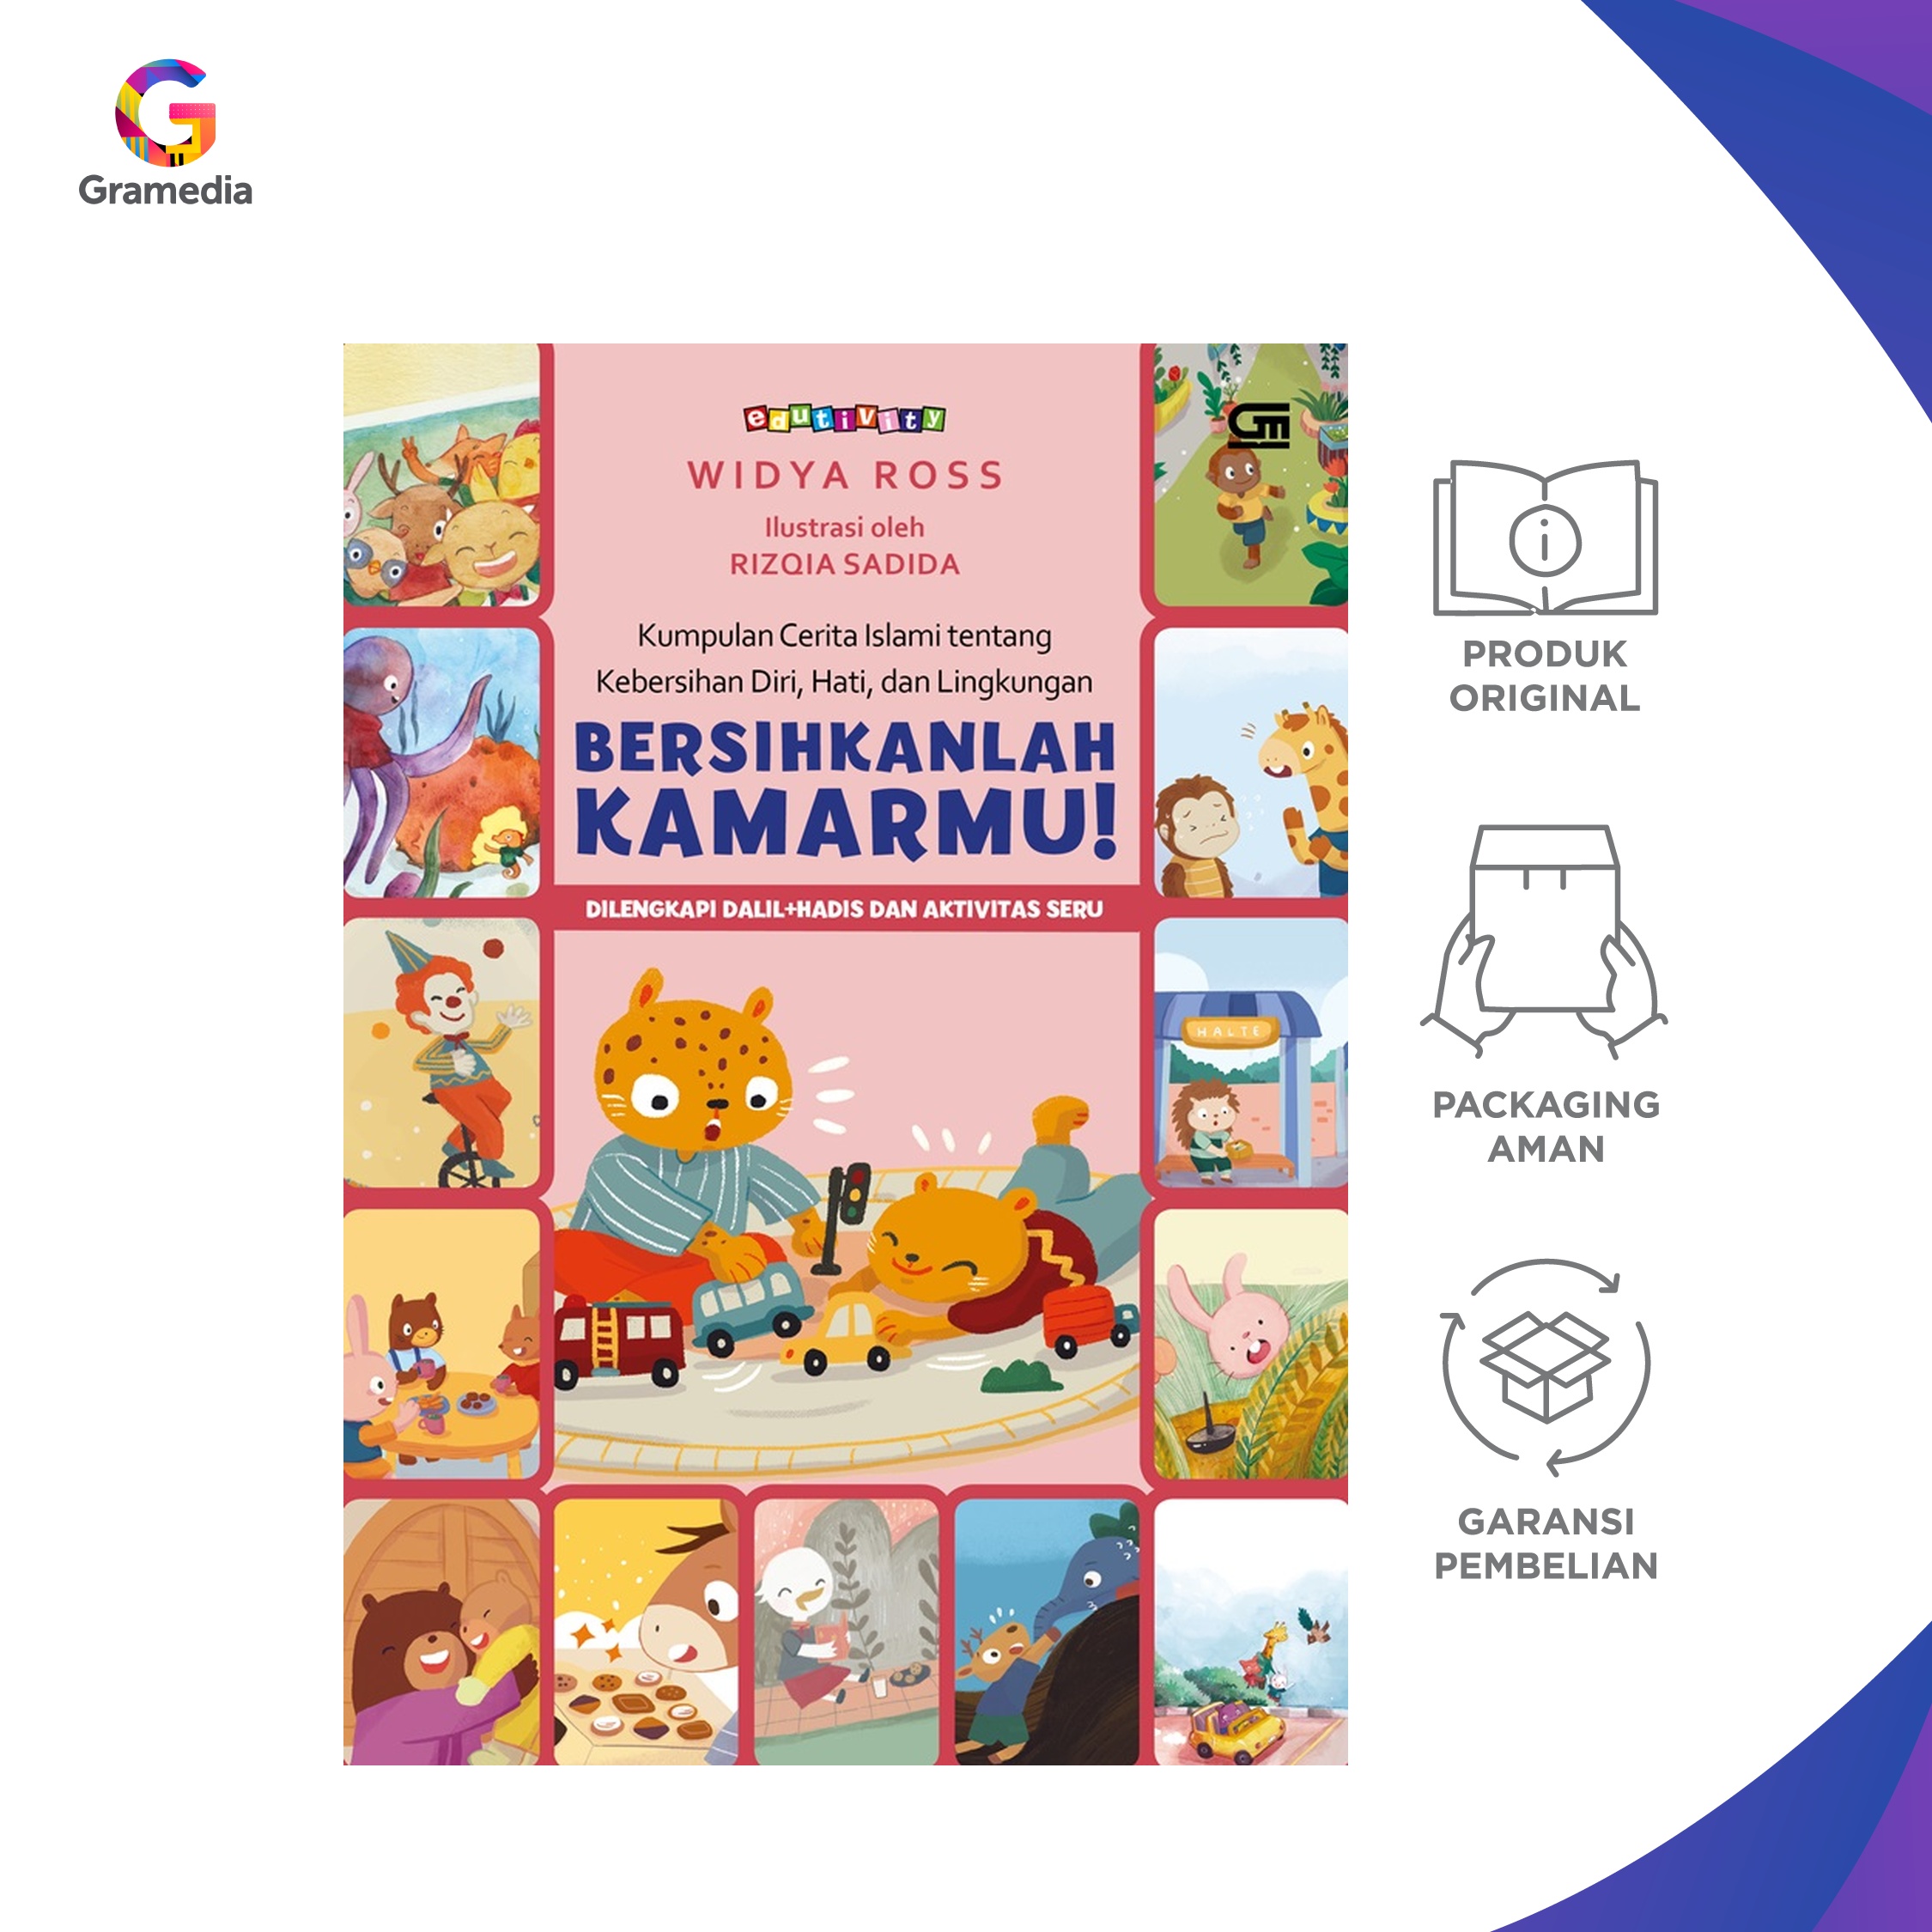 Gramedia
edutivity
WIDYA ROSS
Ilustrasi oleh
RIZQIA SADIDA
Kumpulan Cerita Islami tentang
Kebersihan Diri, Hati, dan Lingkungan
BERSIHKANLAH
KAMARMU!
DILENGKAPI DALIL+HADIS DAN AKTIVITAS SERU
HALTE
PRODUK
ORIGINAL
PACKAGING
AMAN
GARANSI
PEMBELIAN